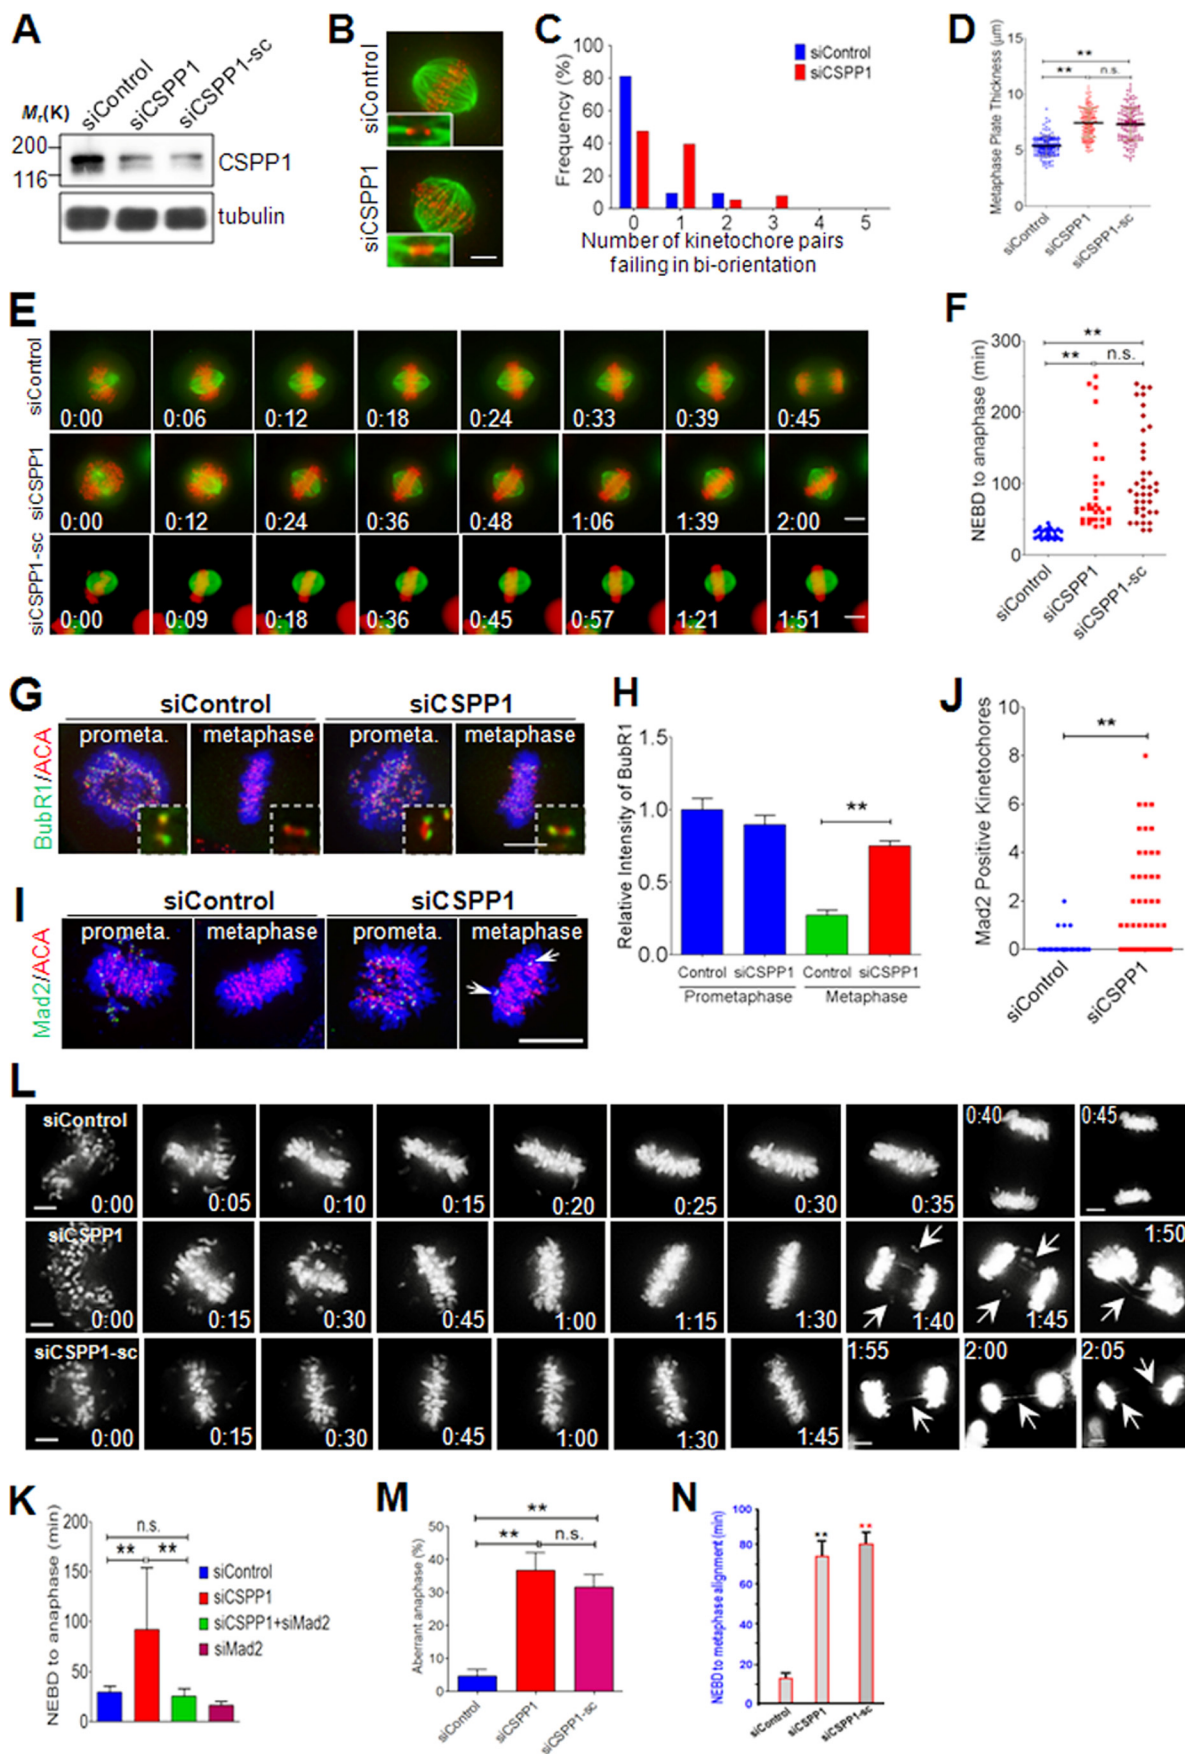 A
siControl
siCSPP1
siCSPP1-sc
Mr(K)
200
116
CSPP1
tubulin
B
siControl
siCSPP1
C
siControl
siCSPP1
Frequency (%)
100
80
60
40
20
0
0 1 2 3 4 5
Number of kinetochore pairs
failing in bi-orientation
D
Metaphase Plate Thickness (μm)
15
10
5
0
**
** n.s.
siControl
siCSPP1
siCSPP1-sc
E
siControl
0:00 0:06 0:12 0:18 0:24 0:33 0:39 0:45
siCSPP1
0:00 0:12 0:24 0:36 0:48 1:06 1:39 2:00
siCSPP1-sc
0:00 0:09 0:18 0:36 0:45 0:57 1:21 1:51
F
NEBD to anaphase (min)
300
200
100
0
**
** n.s.
siControl
siCSPP1
siCSPP1-sc
G
siControl siCSPP1
prometa. metaphase prometa. metaphase
BubR1/ACA
H
Relative Intensity of BubR1
1.5
1.0
0.5
0.0
**
Control siCSPP1 Control siCSPP1
Prometaphase Metaphase
I
siControl siCSPP1
prometa. metaphase prometa. metaphase
Mad2/ACA
J
Mad2 Positive Kinetochores
10
8
6
4
2
0
**
siControl
siCSPP1
L
siControl
0:00 0:05 0:10 0:15 0:20 0:25 0:30 0:35 0:40 0:45
siCSPP1
0:00 0:15 0:30 0:45 1:00 1:15 1:30 1:40 1:45 1:50
siCSPP1-sc
0:00 0:15 0:30 0:45 1:00 1:30 1:45 1:55 2:00 2:05
K
NEBD to anaphase (min)
200
150
100
50
0
n.s.
** **
siControl
siCSPP1
siCSPP1+siMad2
siMad2
M
Aberrant anaphase (%)
50
40
30
20
10
0
**
** n.s.
siControl
siCSPP1
siCSPP1-sc
N
NEBD to metaphase alignment (min)
100
80
60
40
20
0
** **
siControl
siCSPP1
siCSPP1-sc